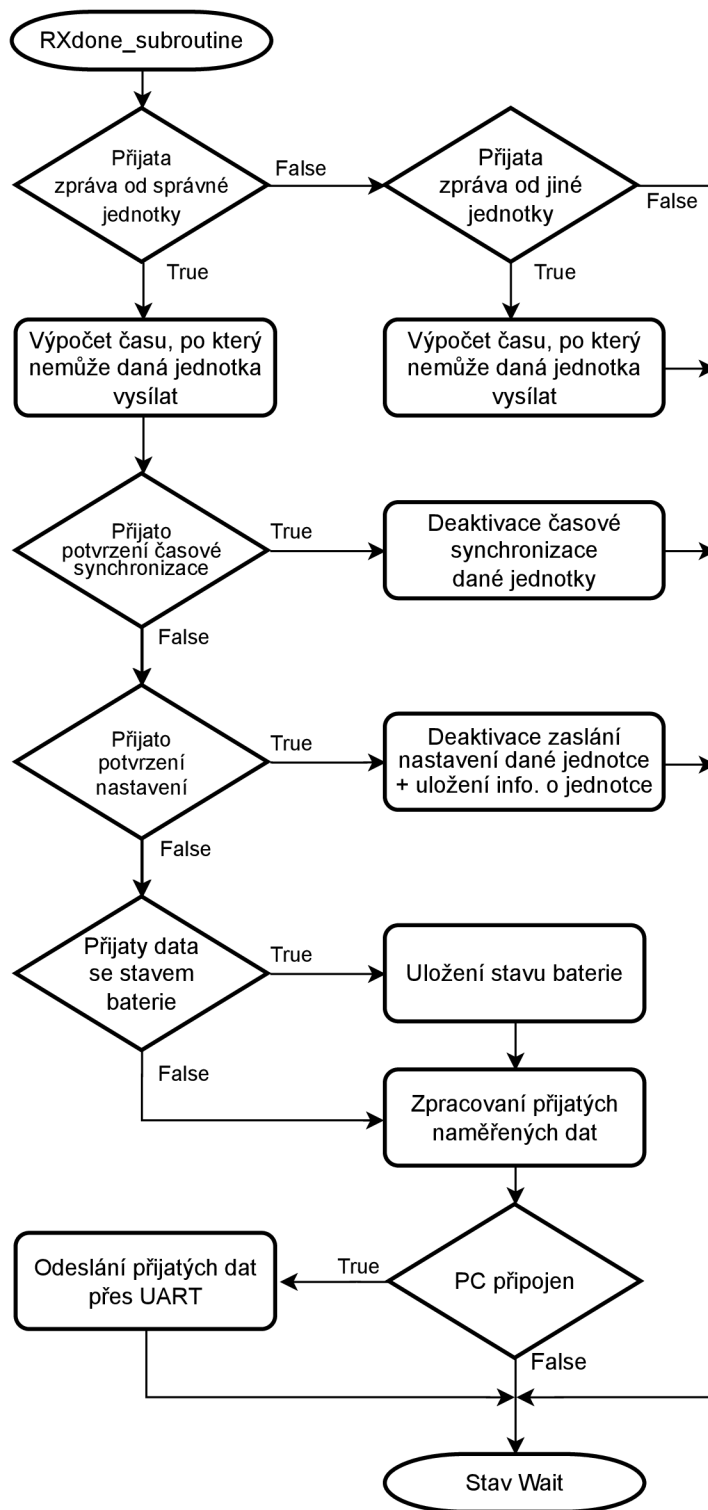 RXdone_subroutine
Přijata
zpráva od správné
jednotky
False
Přijata
zpráva od jiné
jednotky
False
True
True
Výpočet času, po který
nemůže daná jednotka
vysílat
Výpočet času, po který
nemůže daná jednotka
vysílat
Přijato
potvrzení časové
synchronizace
True
Deaktivace časové
synchronizace
dané jednotky
False
Přijato
potvrzení
nastavení
True
Deaktivace zaslání
nastavení dané jednotce
+ uložení info. o jednotce
False
Přijaty data
se stavem
baterie
True
Uložení stavu baterie
False
Zpracovaní přijatých
naměřených dat
Odeslání přijatých dat
přes UART
True
PC připojen
False
Stav Wait